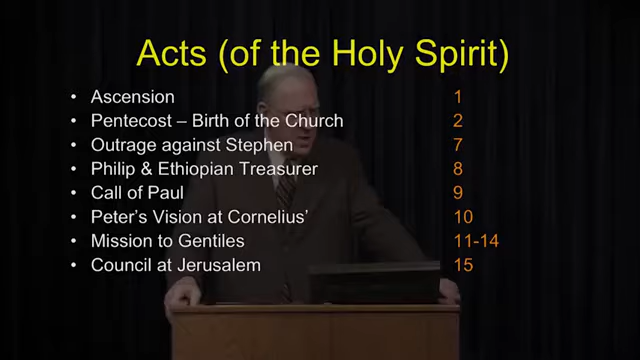 Acts (of the Holy Spirit)
• Ascension 1
• Pentecost – Birth of the Church 2
• Outrage against Stephen 7
• Philip & Ethiopian Treasurer 8
• Call of Paul 9
• Peter's Vision at Cornelius' 10
• Mission to Gentiles 11-14
• Council at Jerusalem 15